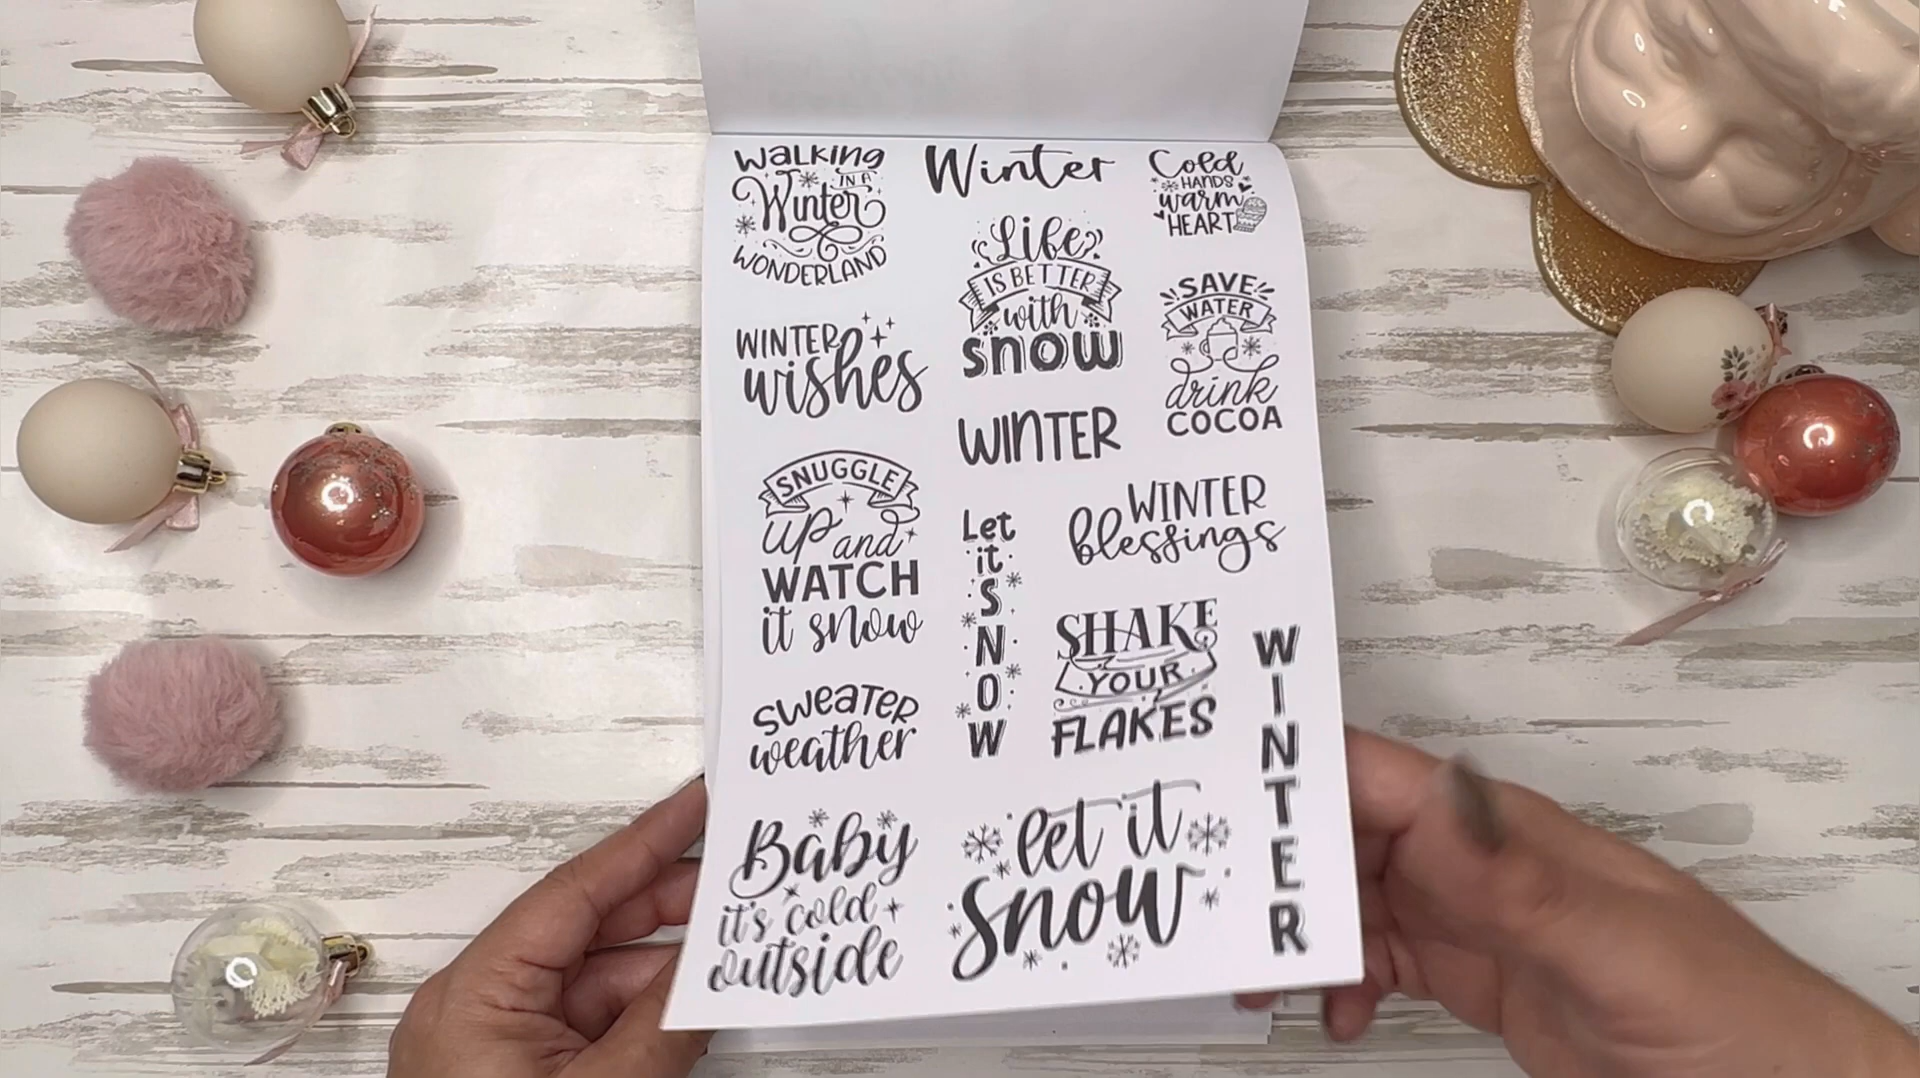 Walking
IN A
Winter
WONDERLAND
Winter
Cold
HANDS
warm
HEART
Life
IS BETTER
with
snow
SAVE
WATER
drink
COCOA
WINTER
wishes
WINTER
SNUGGLE
up and
WATCH
it snow
Let
it
S
N
O
W
WINTER
blessings
SHAKE
YOUR
FLAKES
W
I
N
T
E
R
sweater
weather
Baby
it's cold
outside
let it
snow